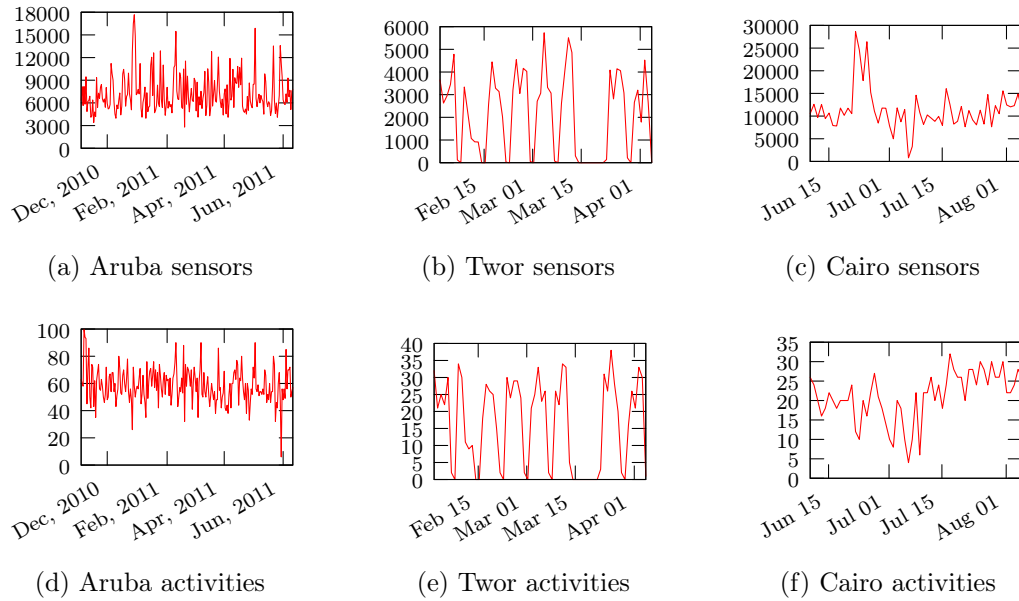 18000
15000
12000
9000
6000
3000
0
Dec, 2010
Feb, 2011
Apr, 2011
Jun, 2011
(a) Aruba sensors
6000
5000
4000
3000
2000
1000
0
Feb 15
Mar 01
Mar 15
Apr 01
(b) Twor sensors
30000
25000
20000
15000
10000
5000
0
Jun 15
Jul 01
Jul 15
Aug 01
(c) Cairo sensors
100
80
60
40
20
0
Dec, 2010
Feb, 2011
Apr, 2011
Jun, 2011
(d) Aruba activities
40
35
30
25
20
15
10
5
0
Feb 15
Mar 01
Mar 15
Apr 01
(e) Twor activities
35
30
25
20
15
10
5
0
Jun 15
Jul 01
Jul 15
Aug 01
(f) Cairo activities